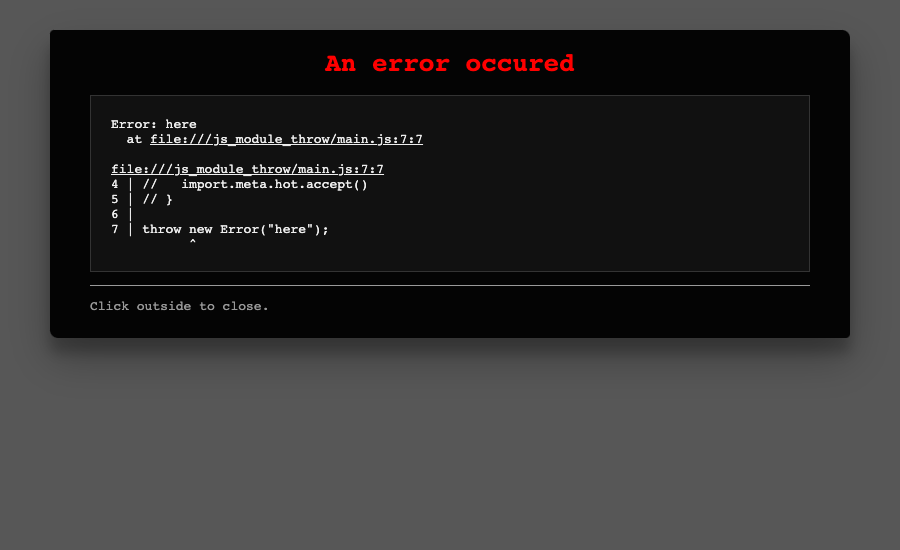 An error occured
Error: here
  at file:///js_module_throw/main.js:7:7
file:///js_module_throw/main.js:7:7
4 | //   import.meta.hot.accept()
5 | // }
6 |
7 | throw new Error("here");
          ^
Click outside to close.